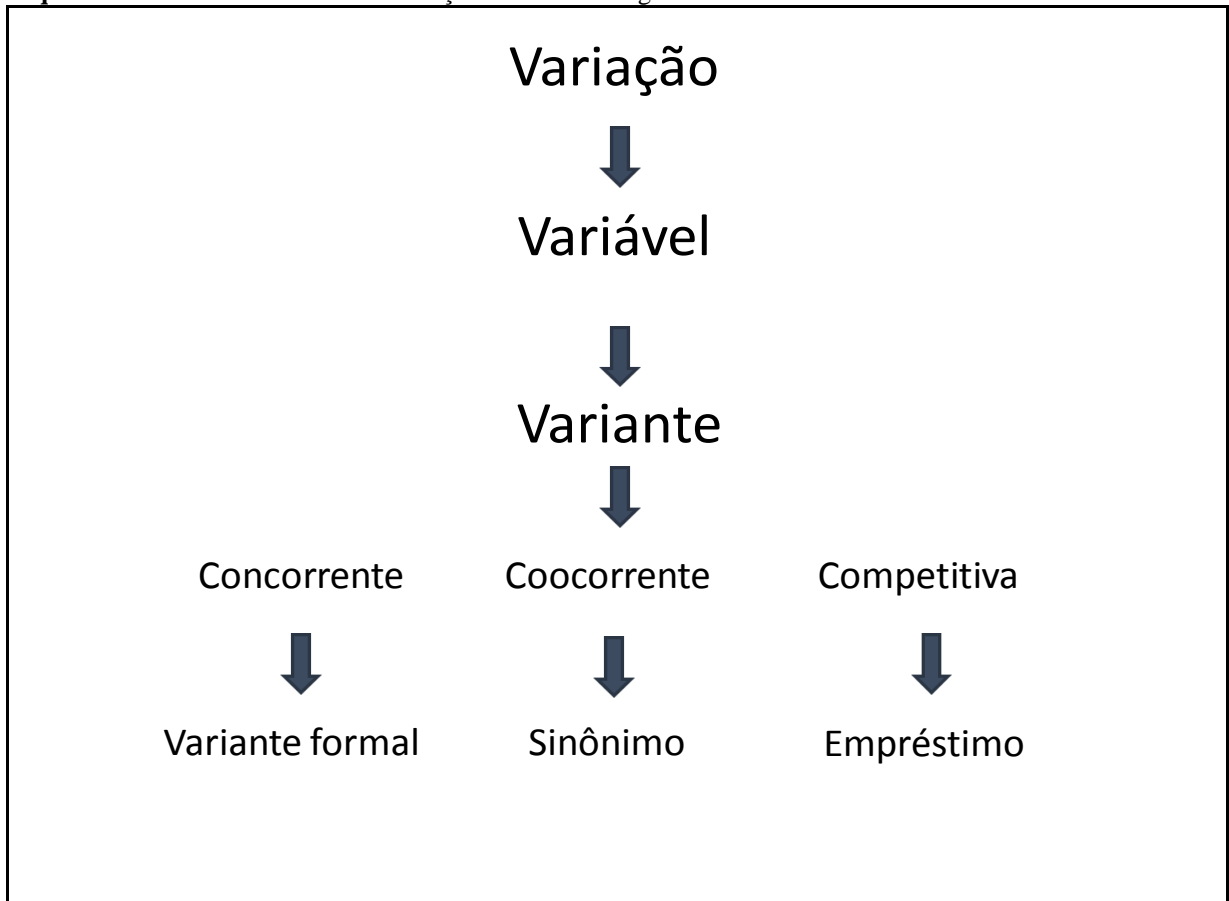 Variação
Variável
Variante
Concorrente Coocorrente Competitiva
Variante formal Sinônimo Empréstimo